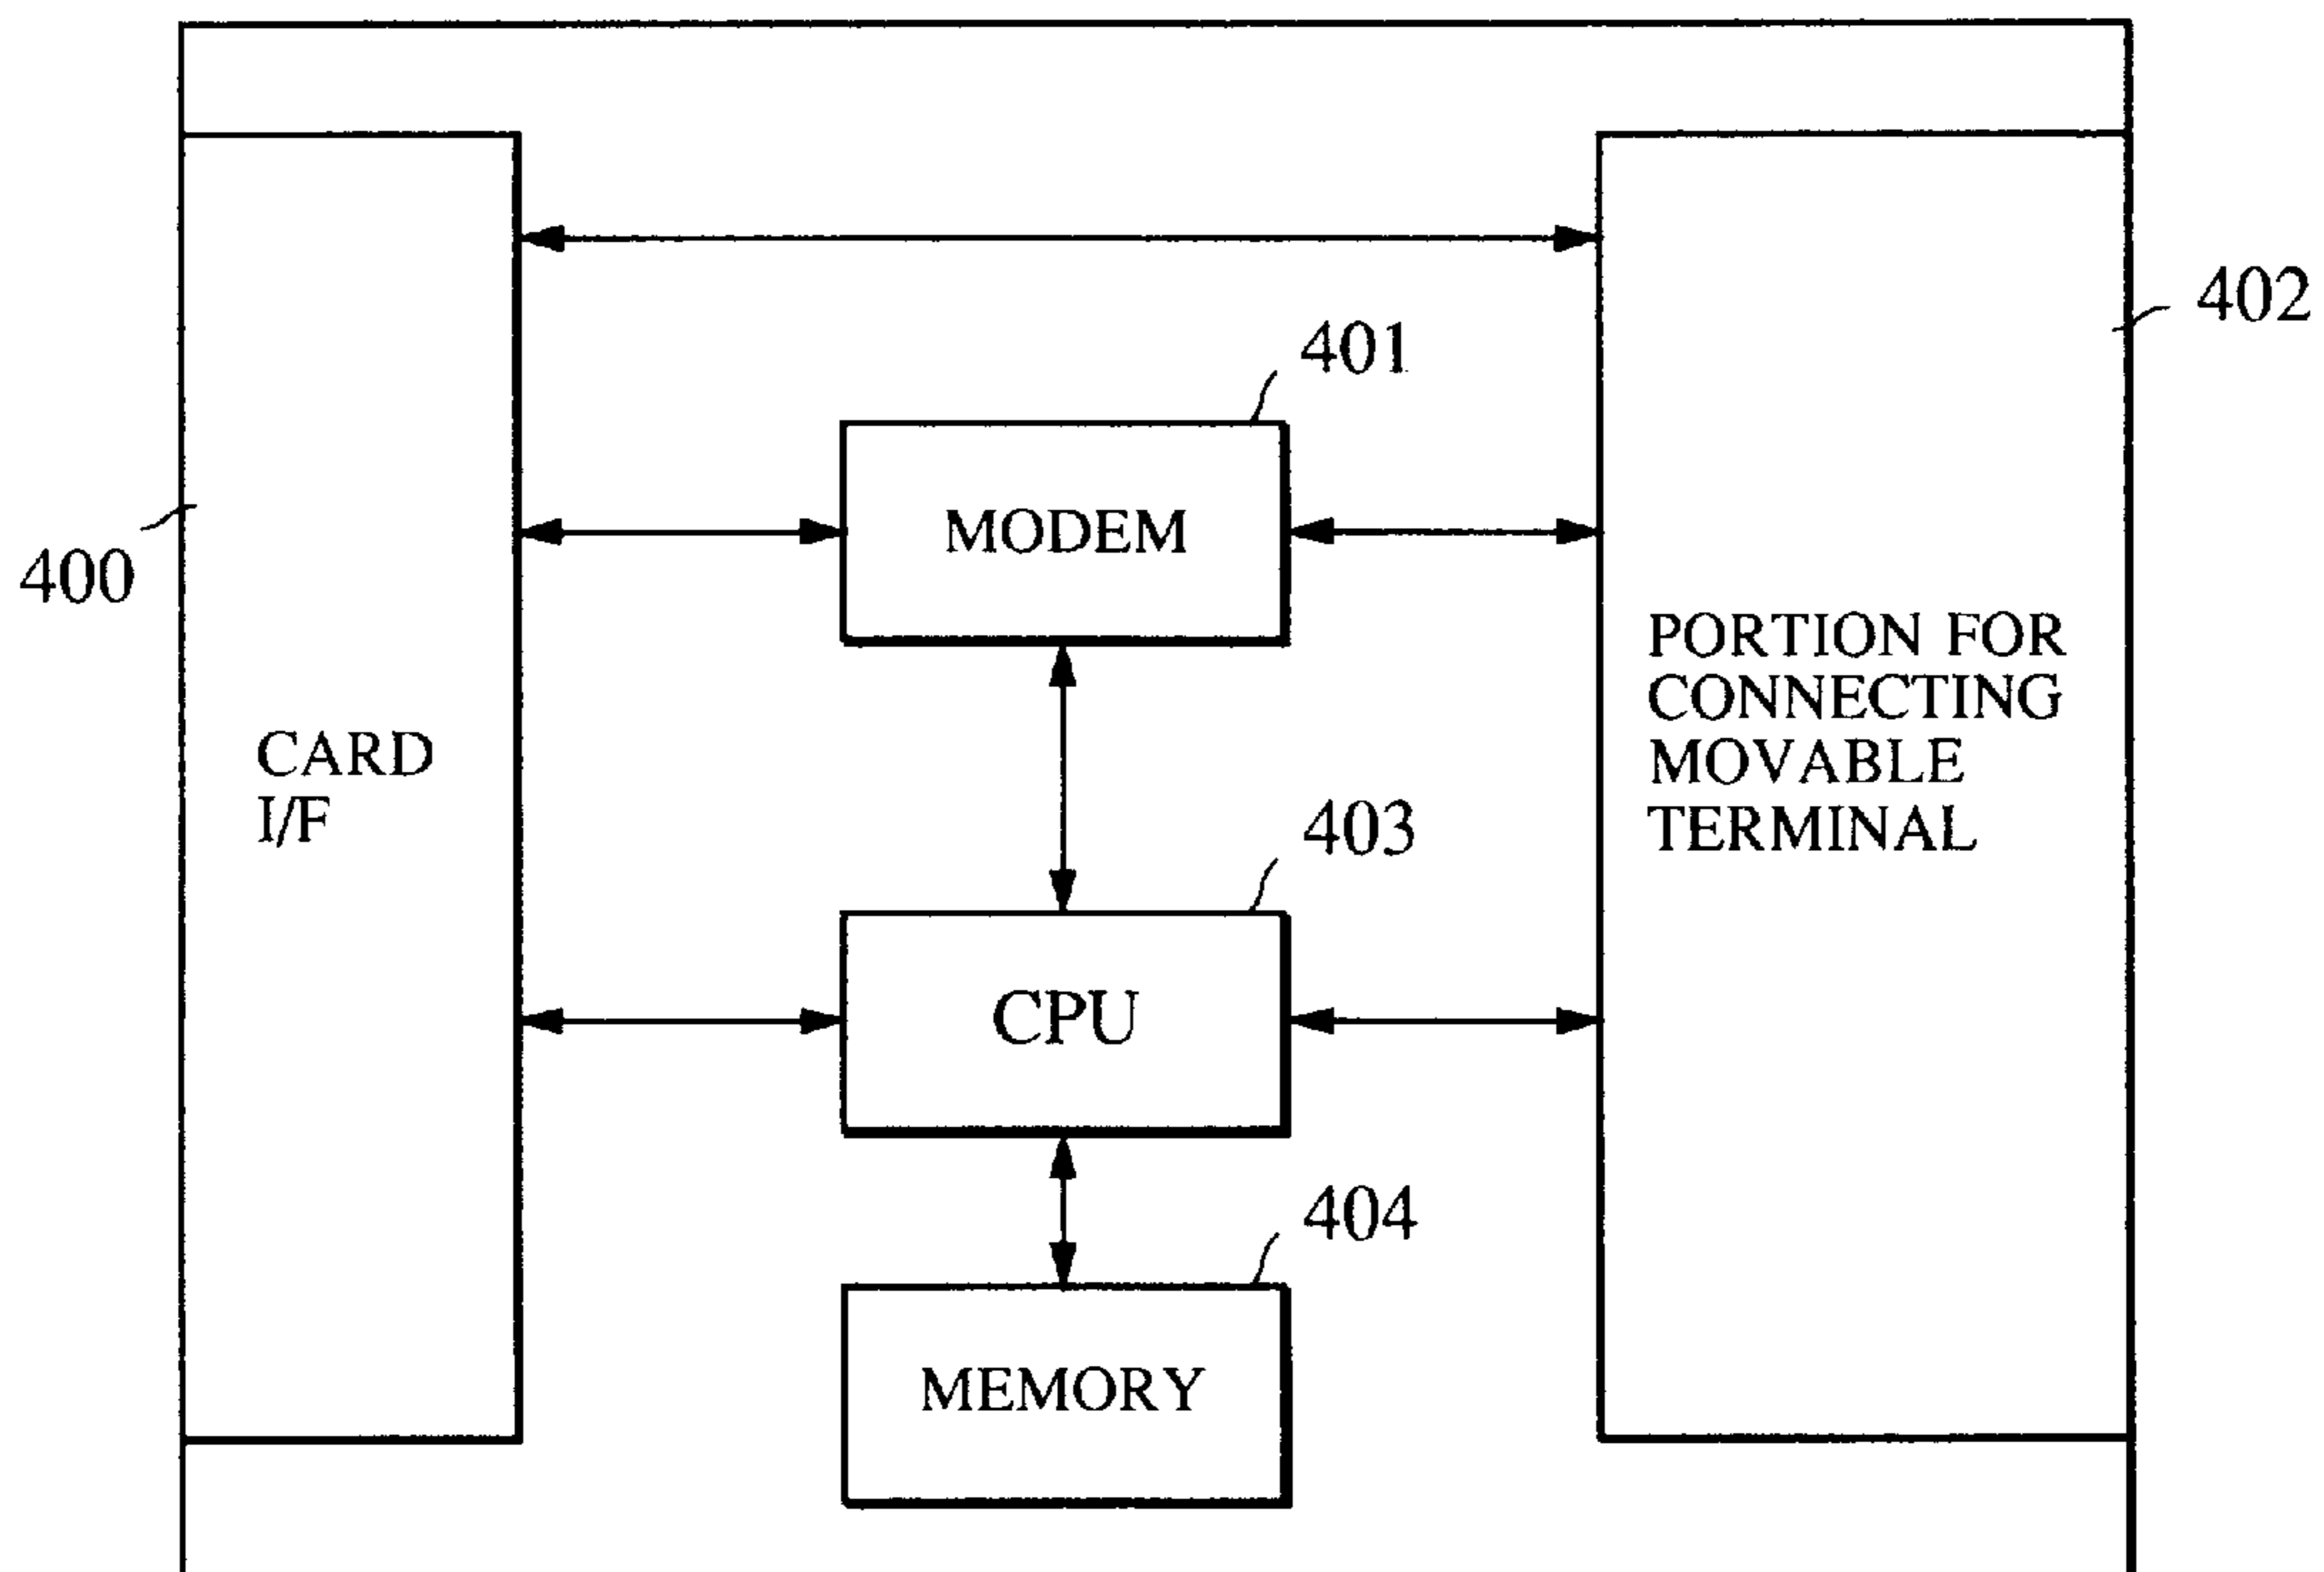 402
401
MODEM
400
PORTION FOR
CONNECTING
MOVABLE
TERMINAL
CARD
I/F
403
CPU
404
MEMORY